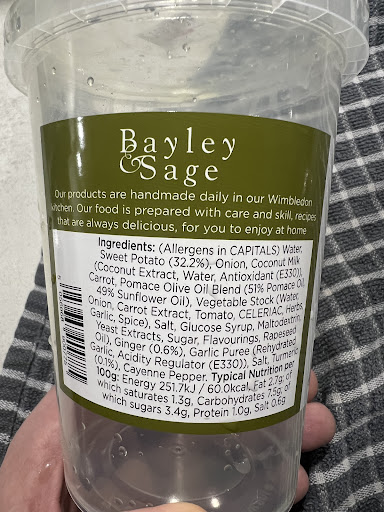 Bayley
& Sage
Our products are handmade daily in our Wimbledon
kitchen. Our food is prepared with care and skill, recipes
that are always delicious, for you to enjoy at home
Ingredients: (Allergens in CAPITALS) Water,
Sweet Potato (32.2%), Onion, Coconut Milk
(Coconut Extract, Water, Antioxidant (E330)),
Carrot, Pomace Olive Oil Blend (51% Pomace Oil,
49% Sunflower Oil), Vegetable Stock (Water,
Onion, Carrot Extract, Tomato, CELERIAC, Herbs,
Garlic, Spice), Salt, Glucose Syrup, Maltodextrin,
Yeast Extracts, Sugar, Flavourings, Rapeseed
Oil), Ginger (0.6%), Garlic Puree (Rehydrated
Garlic, Acidity Regulator (E330)), Salt, Turmeric
(0.1%), Cayenne Pepper. Typical Nutrition per
100g: Energy 251.7kJ / 60.0kcal, Fat 2.7g, of
which saturates 1.3g, Carbohydrates 7.5g, of
which sugars 3.4g, Protein 1.0g, Salt 0.6g